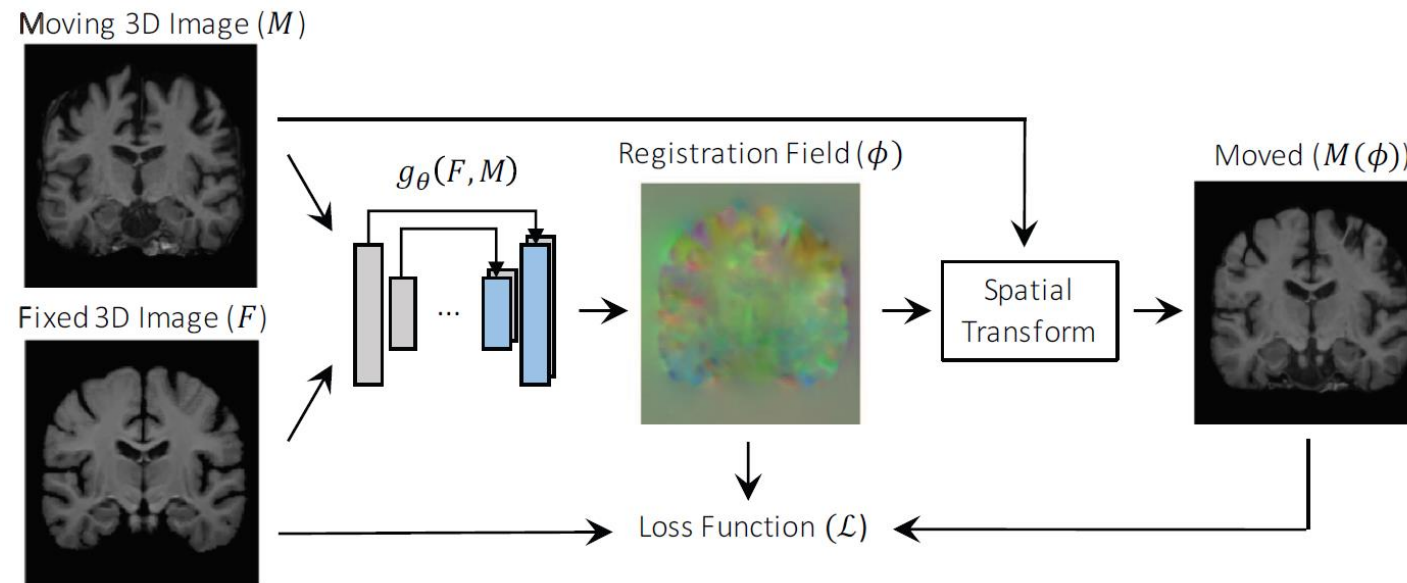 Moving 3D Image (M)
g_θ(F, M)
Registration Field (ϕ)
Moved (M(ϕ))
...
Spatial
Transform
Fixed 3D Image (F)
Loss Function (ℒ)